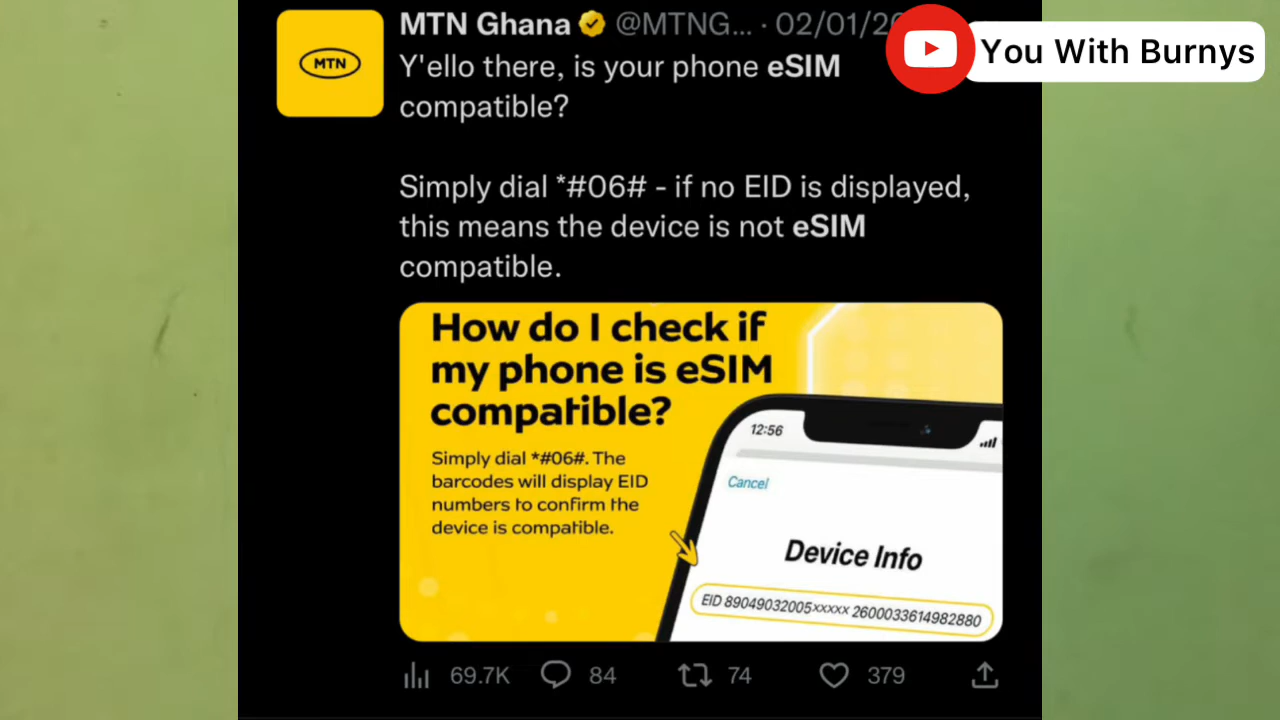 MTN Ghana @MTNG... · 02/01/20
You With Burnys
MTN
Y'ello there, is your phone eSIM
compatible?
Simply dial *#06# - if no EID is displayed,
this means the device is not eSIM
compatible.
How do I check if
my phone is eSIM
compatible?
Simply dial *#06#. The
barcodes will display EID
numbers to confirm the
device is compatible.
12:56
Cancel
Device Info
EID 89049032005xxxxx 2600033614982880
69.7K 84 74 379